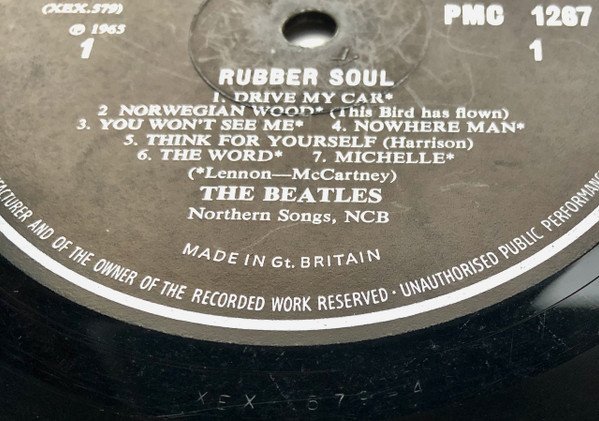 (XEX.579)
℗ 1965
1
PMC 1267
1
RUBBER SOUL
1. DRIVE MY CAR*
2 NORWEGIAN WOOD* (This Bird has flown)
3. YOU WON'T SEE ME* 4. NOWHERE MAN*
5. THINK FOR YOURSELF (Harrison)
6. THE WORD* 7. MICHELLE*
(*Lennon—McCartney)
THE BEATLES
Northern Songs, NCB
MADE IN Gt. BRITAIN
AND OF THE OWNER OF THE RECORDED WORK RESERVED · UNAUTHORISED PUBLIC
XEX